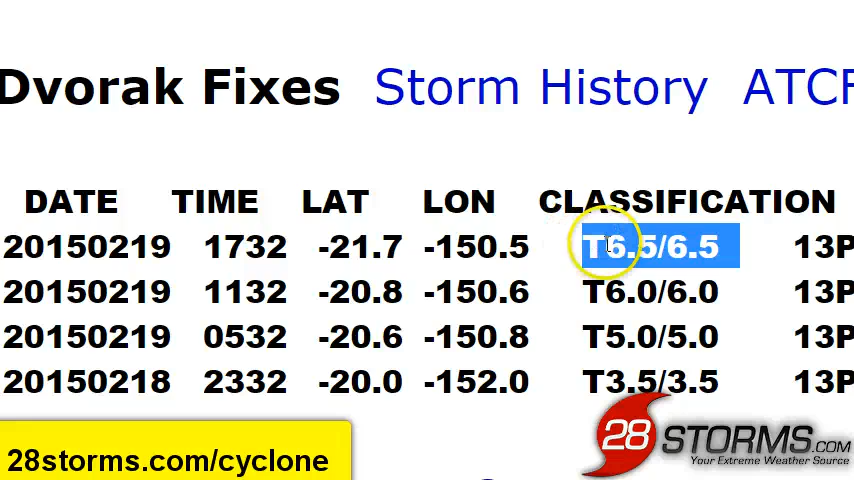 Dvorak Fixes Storm History ATCF
DATE TIME LAT LON CLASSIFICATION
20150219 1732 -21.7 -150.5 T6.5/6.5 13P
20150219 1132 -20.8 -150.6 T6.0/6.0 13P
20150219 0532 -20.6 -150.8 T5.0/5.0 13P
20150218 2332 -20.0 -152.0 T3.5/3.5 13P
28storms.com/cyclone
28 STORMS.COM
Your Extreme Weather Source